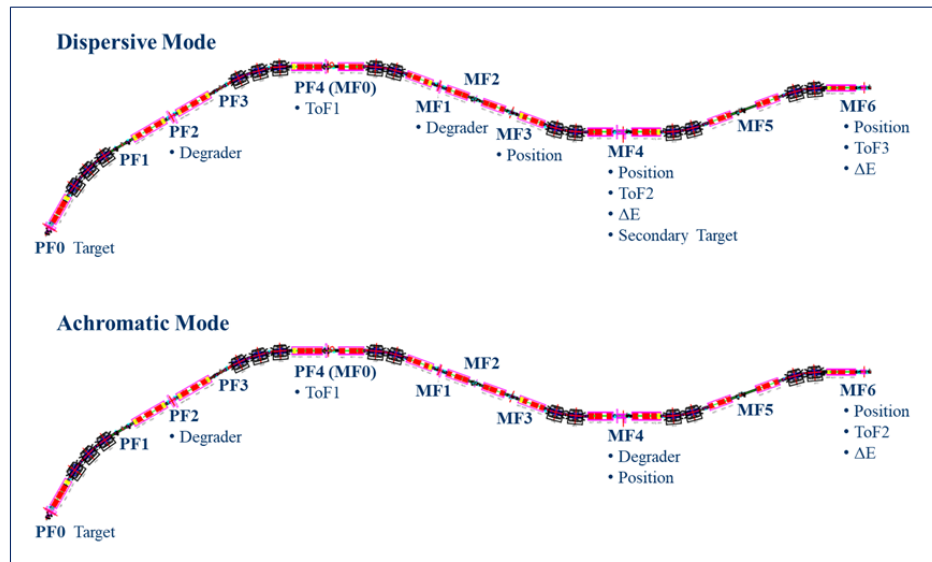 Dispersive Mode
PF0 Target
PF1
PF2
• Degrader
PF3
PF4 (MF0)
• ToF1
MF1
• Degrader
MF2
MF3
• Position
MF4
• Position
• ToF2
• ΔE
• Secondary Target
MF5
MF6
• Position
• ToF3
• ΔE
Achromatic Mode
PF0 Target
PF1
PF2
• Degrader
PF3
PF4 (MF0)
• ToF1
MF1
MF2
MF3
MF4
• Degrader
• Position
MF5
MF6
• Position
• ToF2
• ΔE